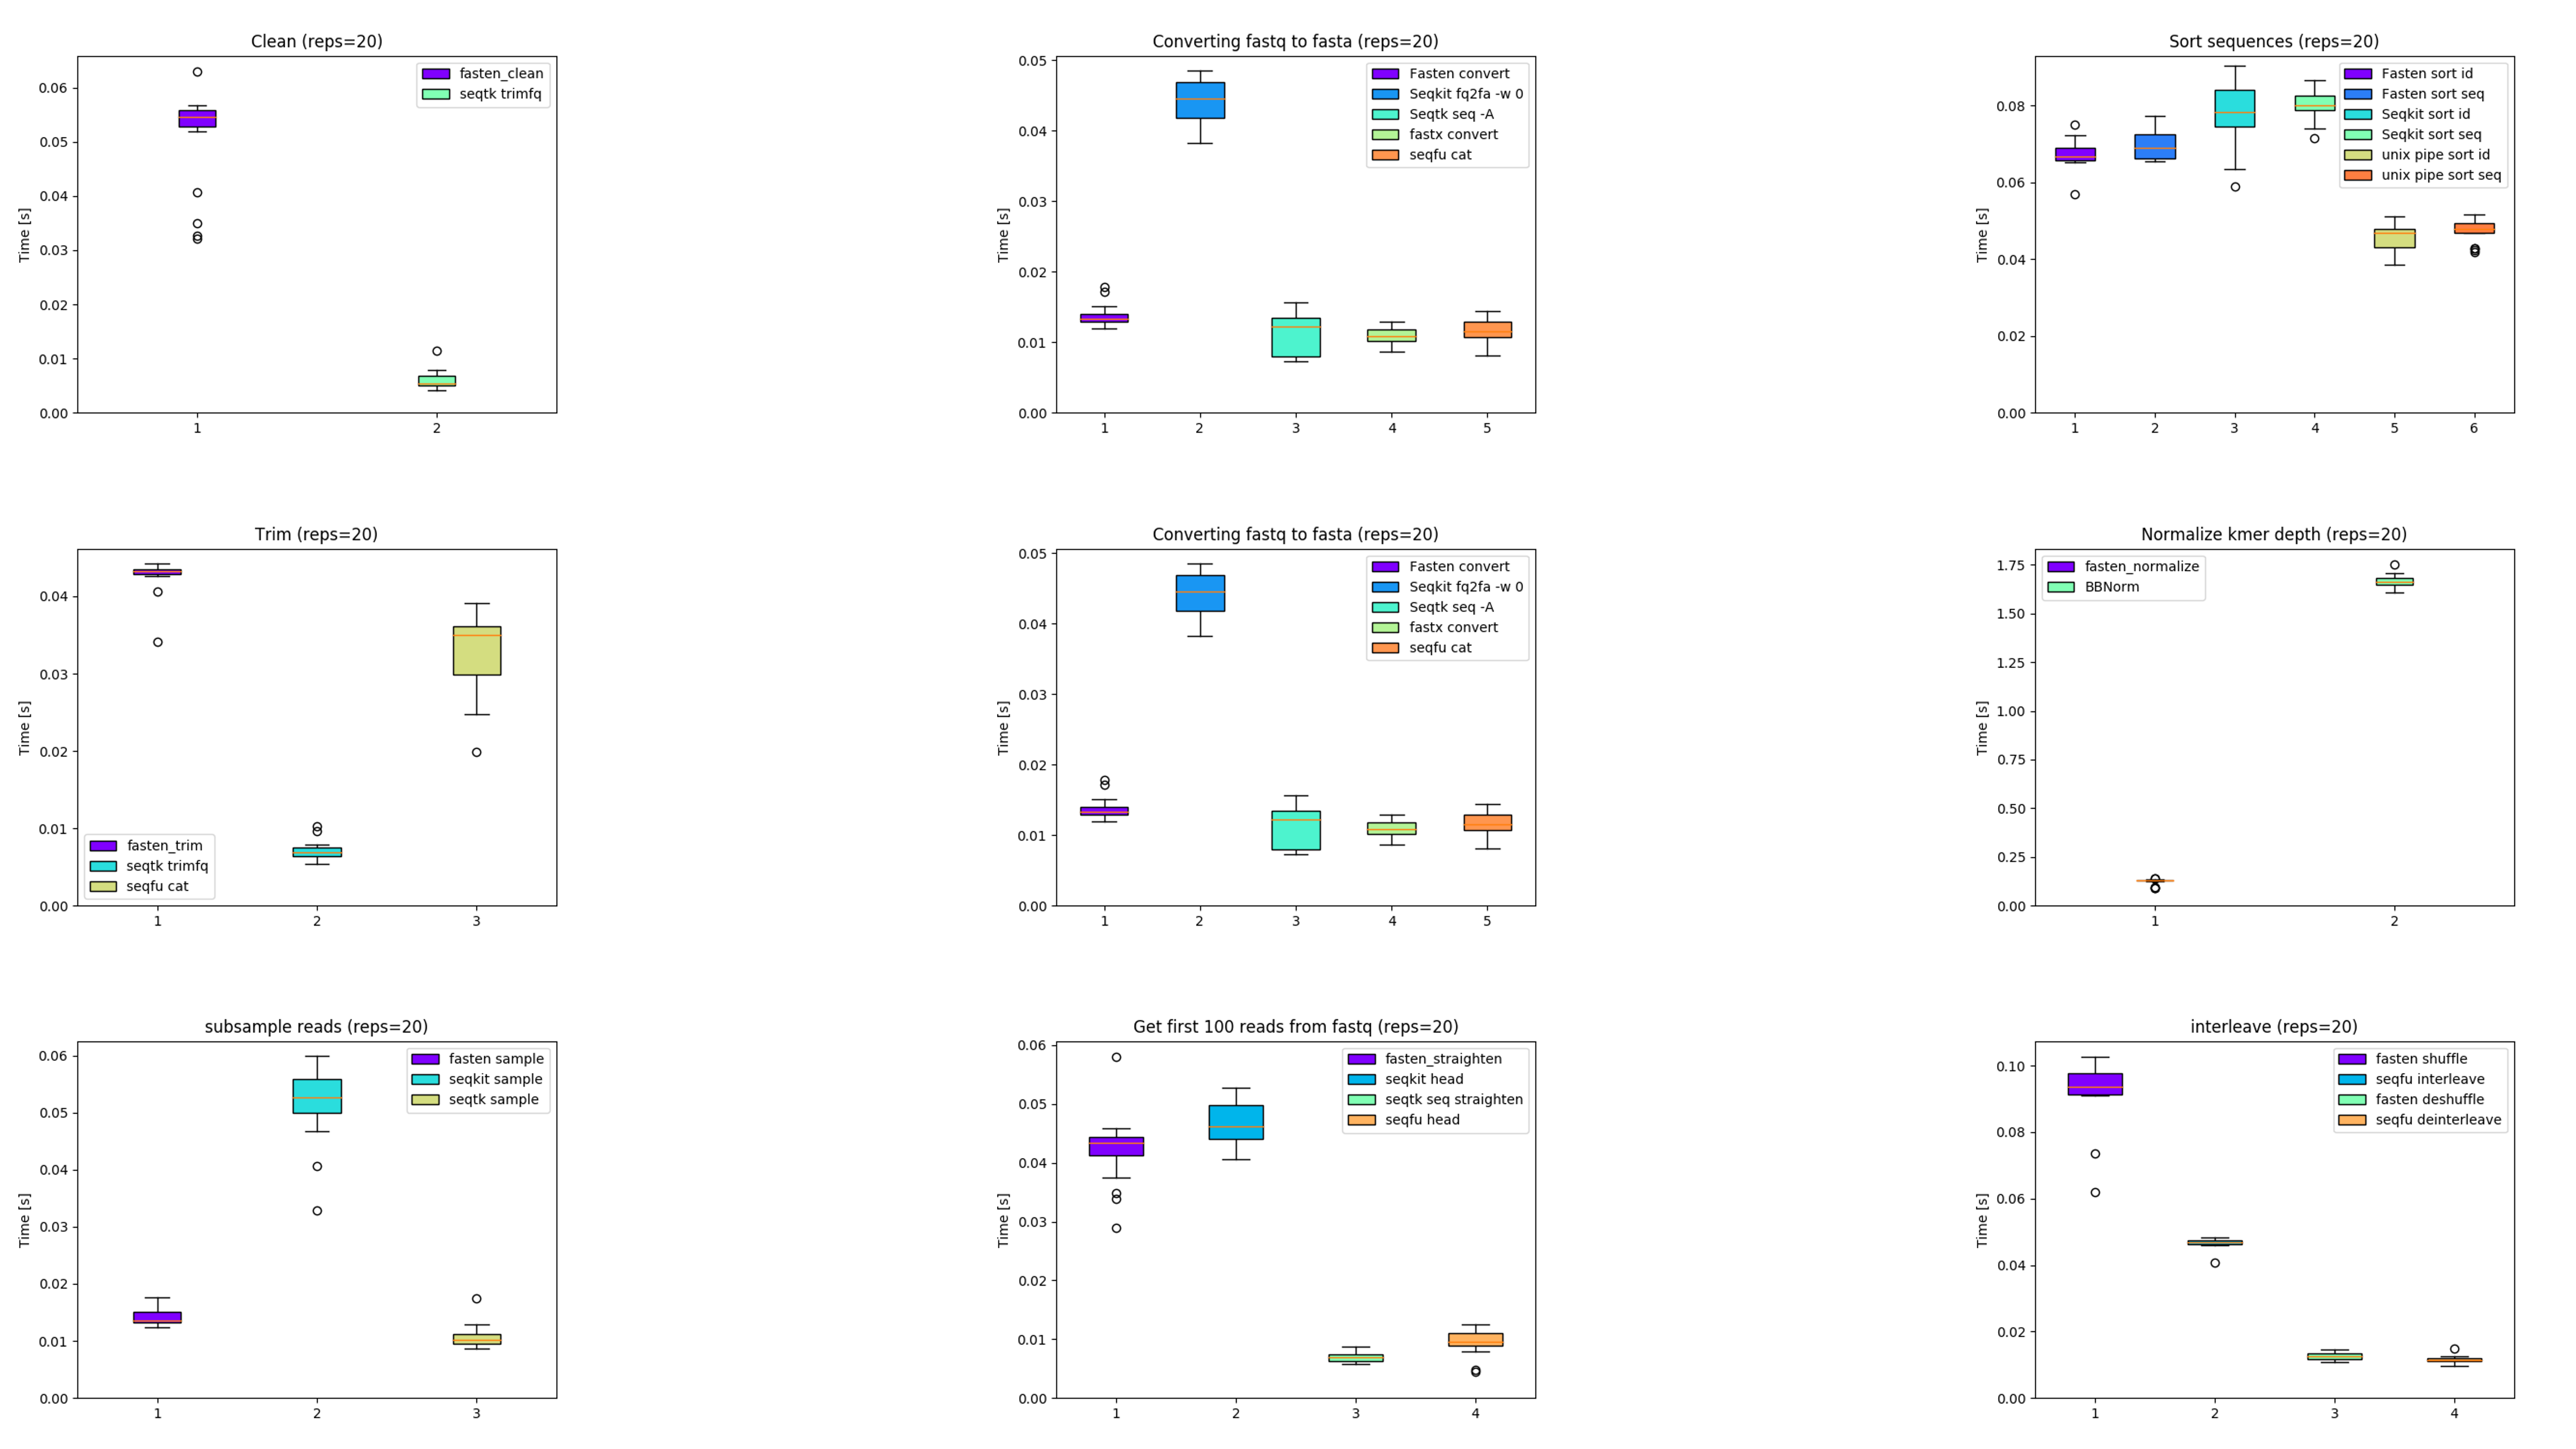 Clean (reps=20)
fasten_clean
seqtk trimfq
Time [s]
0.06
0.05
0.04
0.03
0.02
0.01
0.00
1 2
Converting fastq to fasta (reps=20)
Fasten convert
Seqkit fq2fa -w 0
Seqtk seq -A
fastx convert
seqfu cat
Time [s]
0.05
0.04
0.03
0.02
0.01
0.00
1 2 3 4 5
Sort sequences (reps=20)
Fasten sort id
Fasten sort seq
Seqkit sort id
Seqkit sort seq
unix pipe sort id
unix pipe sort seq
Time [s]
0.08
0.06
0.04
0.02
0.00
1 2 3 4 5 6
Trim (reps=20)
Time [s]
0.04
0.03
0.02
0.01
0.00
fasten_trim
seqtk trimfq
seqfu cat
1 2 3
Converting fastq to fasta (reps=20)
Fasten convert
Seqkit fq2fa -w 0
Seqtk seq -A
fastx convert
seqfu cat
Time [s]
0.05
0.04
0.03
0.02
0.01
0.00
1 2 3 4 5
Normalize kmer depth (reps=20)
fasten_normalize
BBNorm
Time [s]
1.75
1.50
1.25
1.00
0.75
0.50
0.25
0.00
1 2
subsample reads (reps=20)
fasten sample
seqkit sample
seqtk sample
Time [s]
0.06
0.05
0.04
0.03
0.02
0.01
0.00
1 2 3
Get first 100 reads from fastq (reps=20)
fasten_straighten
seqkit head
seqtk seq straighten
seqfu head
Time [s]
0.06
0.05
0.04
0.03
0.02
0.01
0.00
1 2 3 4
interleave (reps=20)
fasten shuffle
seqfu interleave
fasten deshuffle
seqfu deinterleave
Time [s]
0.10
0.08
0.06
0.04
0.02
0.00
1 2 3 4